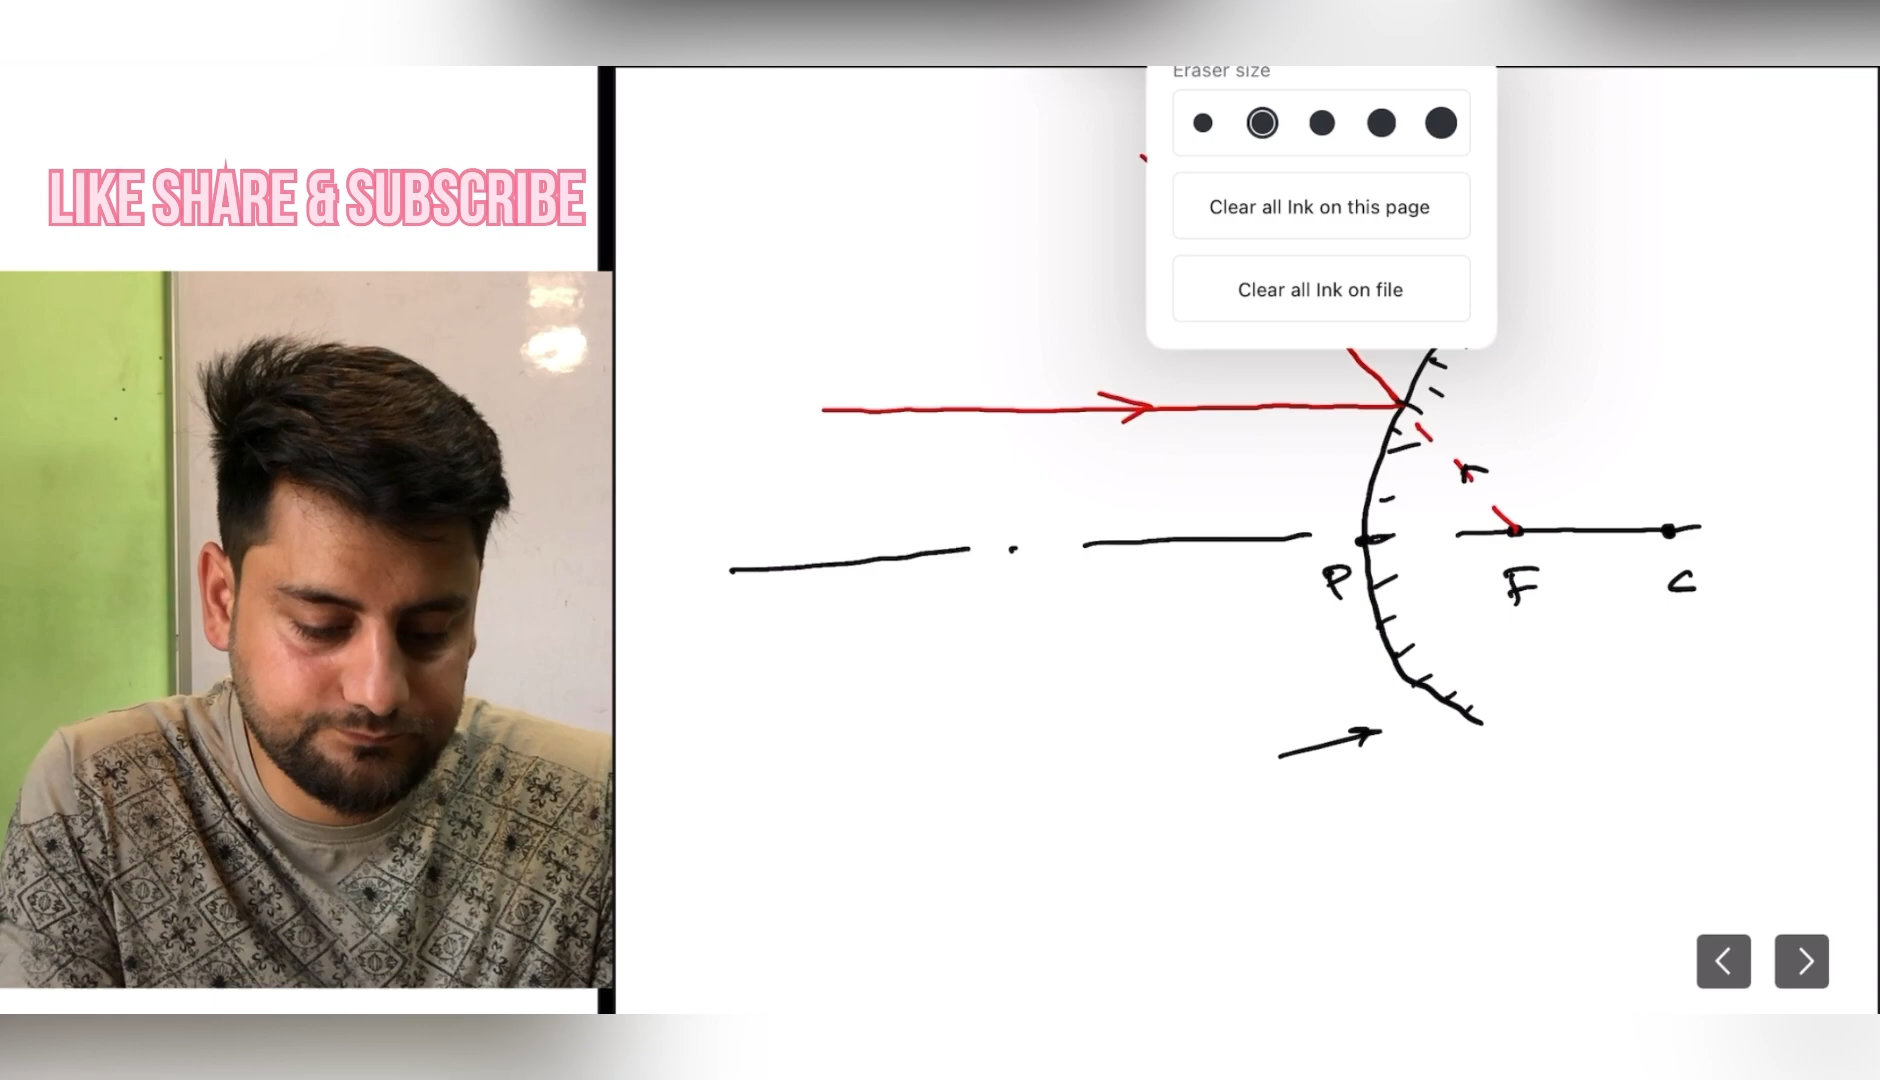 LIKE SHARE & SUBSCRIBE
Eraser size
Clear all Ink on this page
Clear all Ink on file
P
F
C